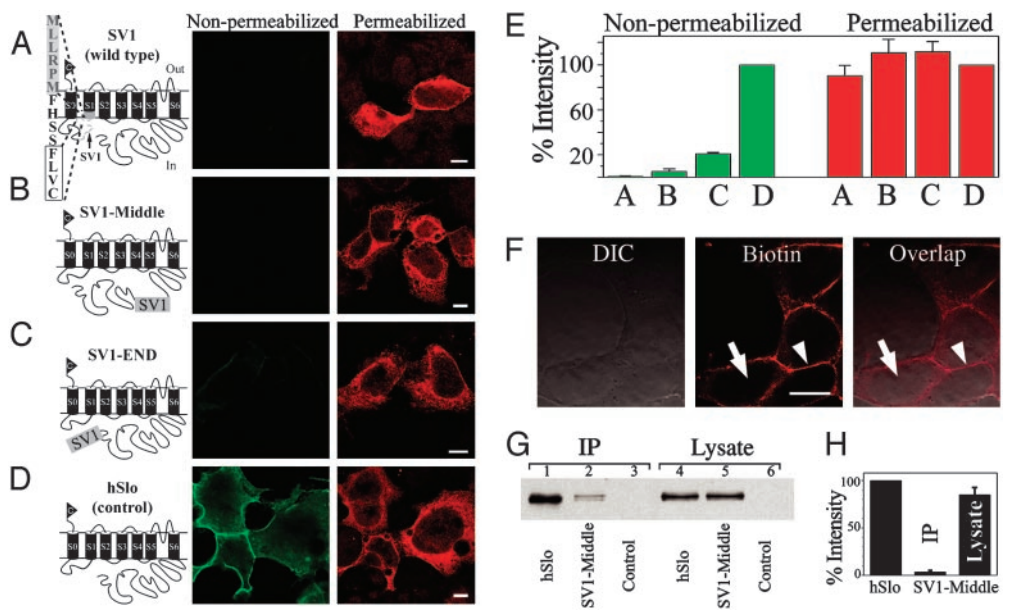 Non-permeabilized Permeabilized
A
SV1
(wild type)
M
L
L
R
P
M
F
H
S
S
F
L
V
C
C
Out
S0 S1 S2 S3 S4 S5 S6
SV1
In
B
SV1-Middle
C
S0 S1 S2 S3 S4 S5 S6
SV1
C
SV1-END
C
S0 S1 S2 S3 S4 S5 S6
SV1
D
hSlo
(control)
C
S0 S1 S2 S3 S4 S5 S6
E
Non-permeabilized Permeabilized
% Intensity
100
60
20
A B C D A B C D
F
DIC Biotin Overlap
G
IP Lysate
1 2 3 4 5 6
hSlo
SV1-Middle
Control
hSlo
SV1-Middle
Control
H
% Intensity
100
50
0
IP
Lysate
hSlo SV1-Middle